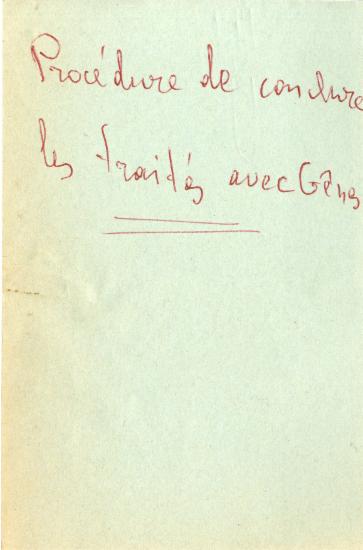 Procédure de conclure
les traités avec Gênes